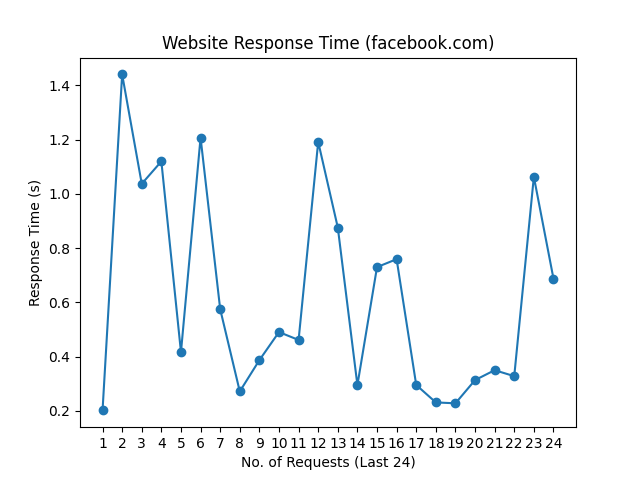 Website Response Time (facebook.com)
1.4
1.2
1.0
0.8
0.6
0.4
0.2
Response Time (s)
1 2 3 4 5 6 7 8 9 10 11 12 13 14 15 16 17 18 19 20 21 22 23 24
No. of Requests (Last 24)